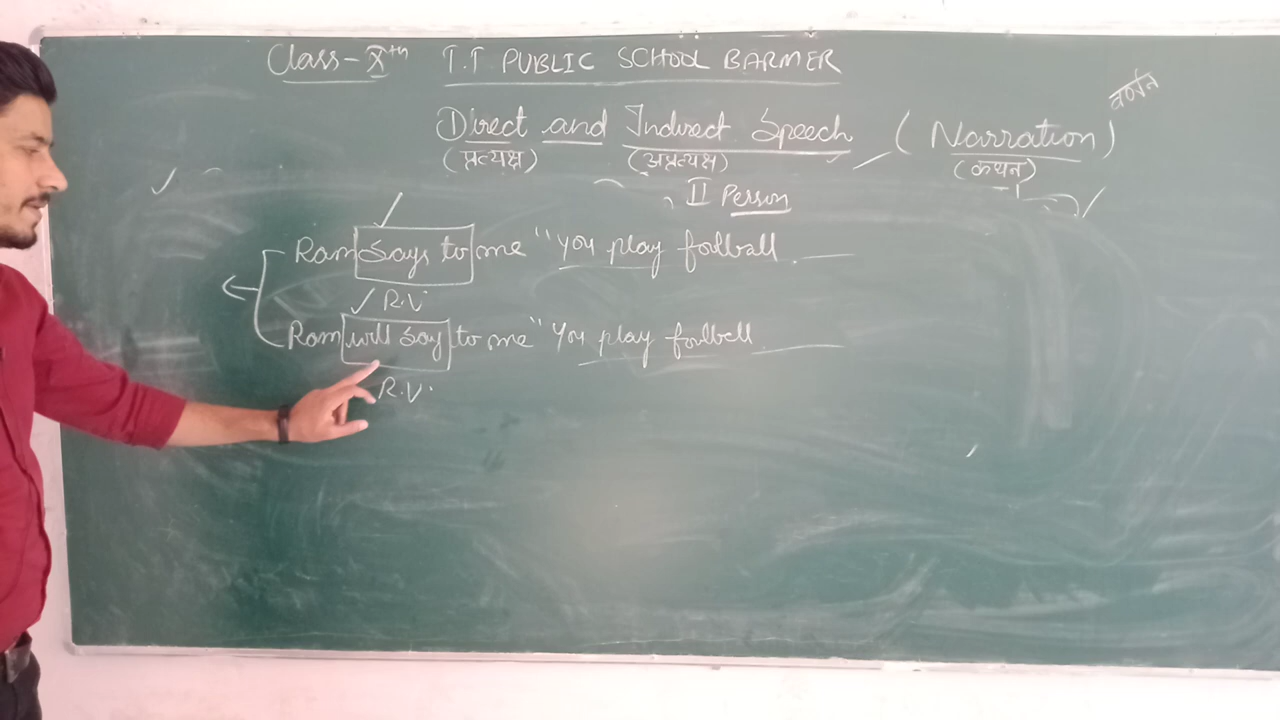 Class-Xth T.T PUBLIC SCHOOL BARMER
वर्णन
Direct and Indirect Speech (Narration)
(प्रत्यक्ष) (अप्रत्यक्ष) (कथन)
II Person
Ram says to me "You play football.
R.V.
Ram will say to me "You play football
R.V.